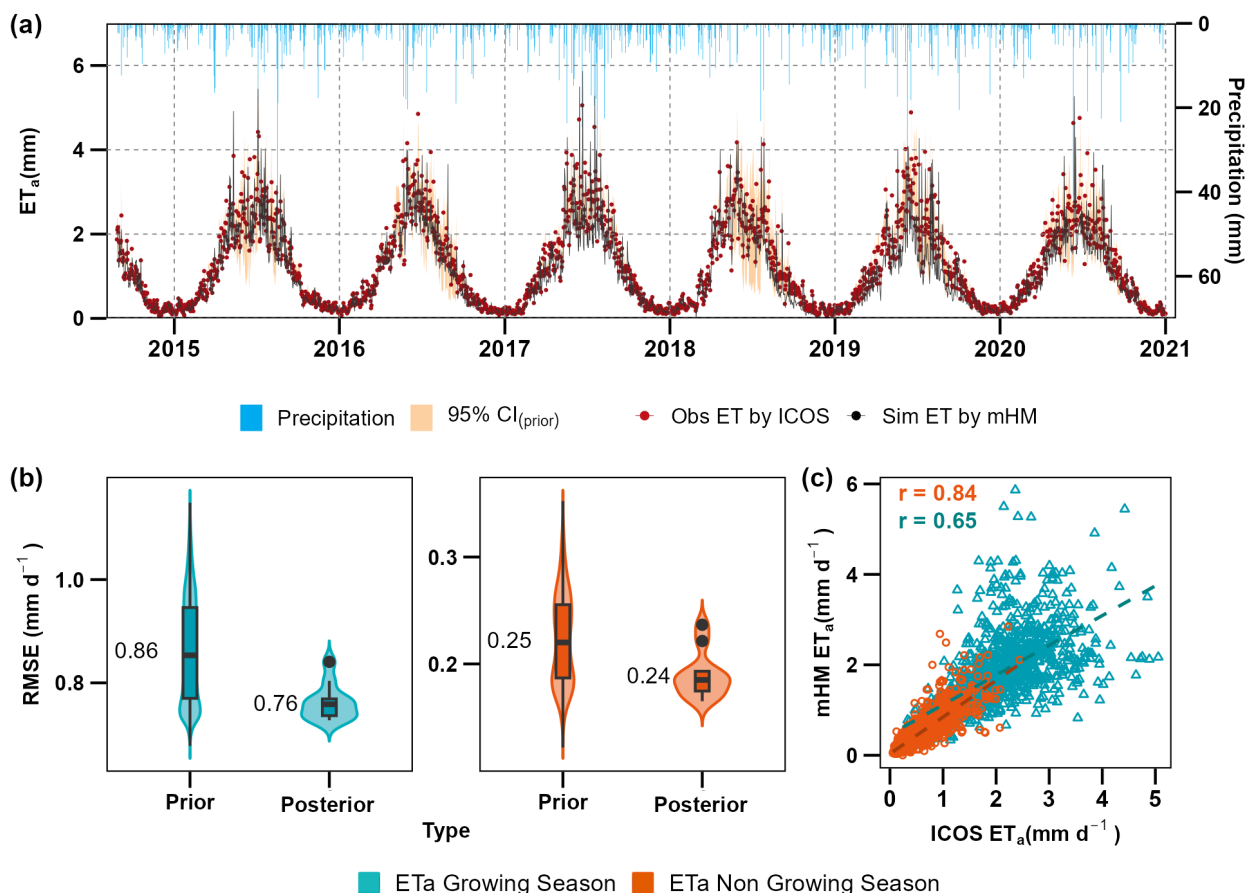 (a)
0
20
40
60
Precipitation (mm)
6
4
2
0
ETa(mm)
2015 2016 2017 2018 2019 2020 2021
Precipitation 95% CI(prior) Obs ET by ICOS Sim ET by mHM
(b)
RMSE (mm d−1 )
1.0
0.8
0.86
0.76
Prior Posterior
0.3
0.2
0.25
0.24
Prior Posterior
Type
(c)
r = 0.84
r = 0.65
mHM ETa(mm d−1 )
6
4
2
0
0 1 2 3 4 5
ICOS ETa(mm d−1 )
ETa Growing Season ETa Non Growing Season